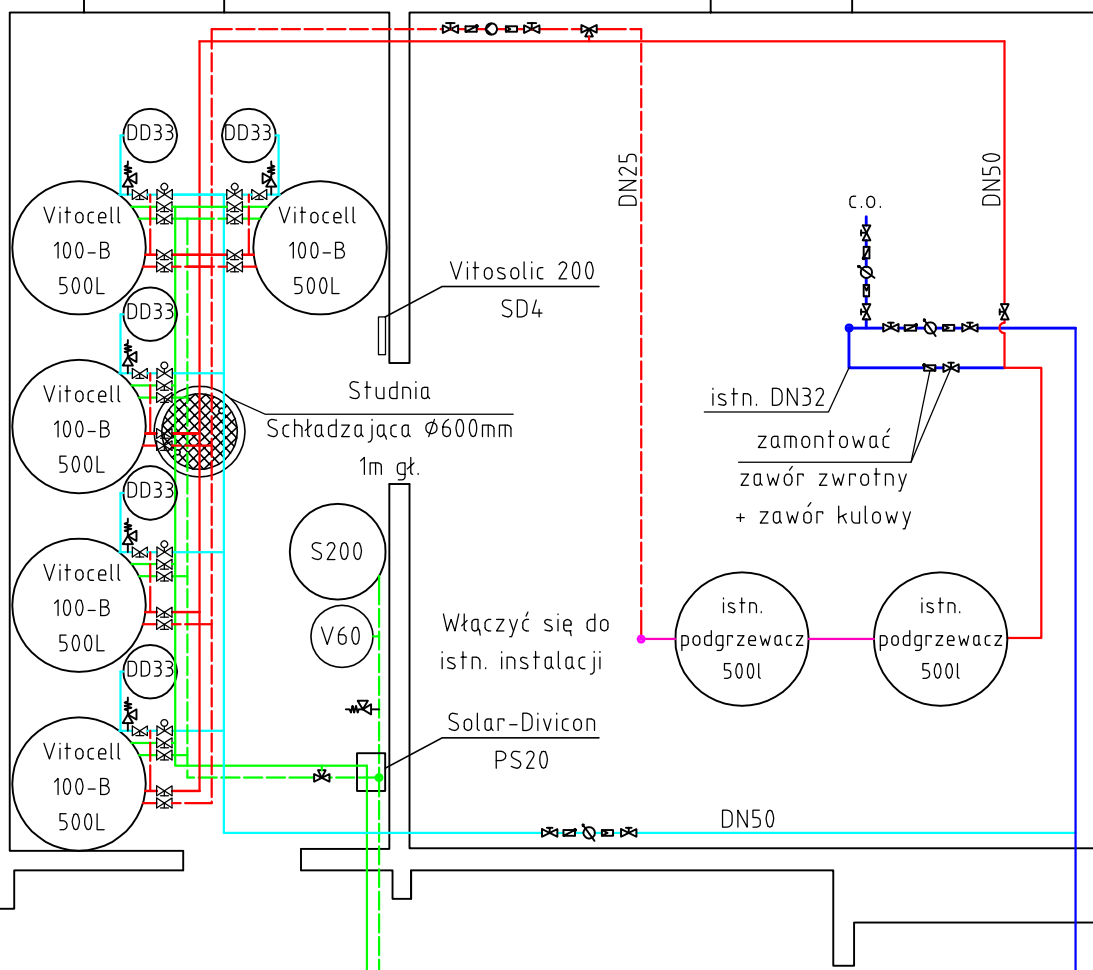 DD33
DD33
Vitocell
100-B
500L
Vitocell
100-B
500L
DN25
DN50
c.o.
Vitosolic 200
SD4
DD33
Vitocell
100-B
500L
Studnia
Schładzająca Ø600mm
1m gł.
istn. DN32
zamontować
zawór zwrotny
+ zawór kulowy
DD33
Vitocell
100-B
500L
S200
V60
Włączyć się do
istn. instalacji
istn.
podgrzewacz
500l
istn.
podgrzewacz
500l
DD33
Vitocell
100-B
500L
Solar-Divicon
PS20
DN50